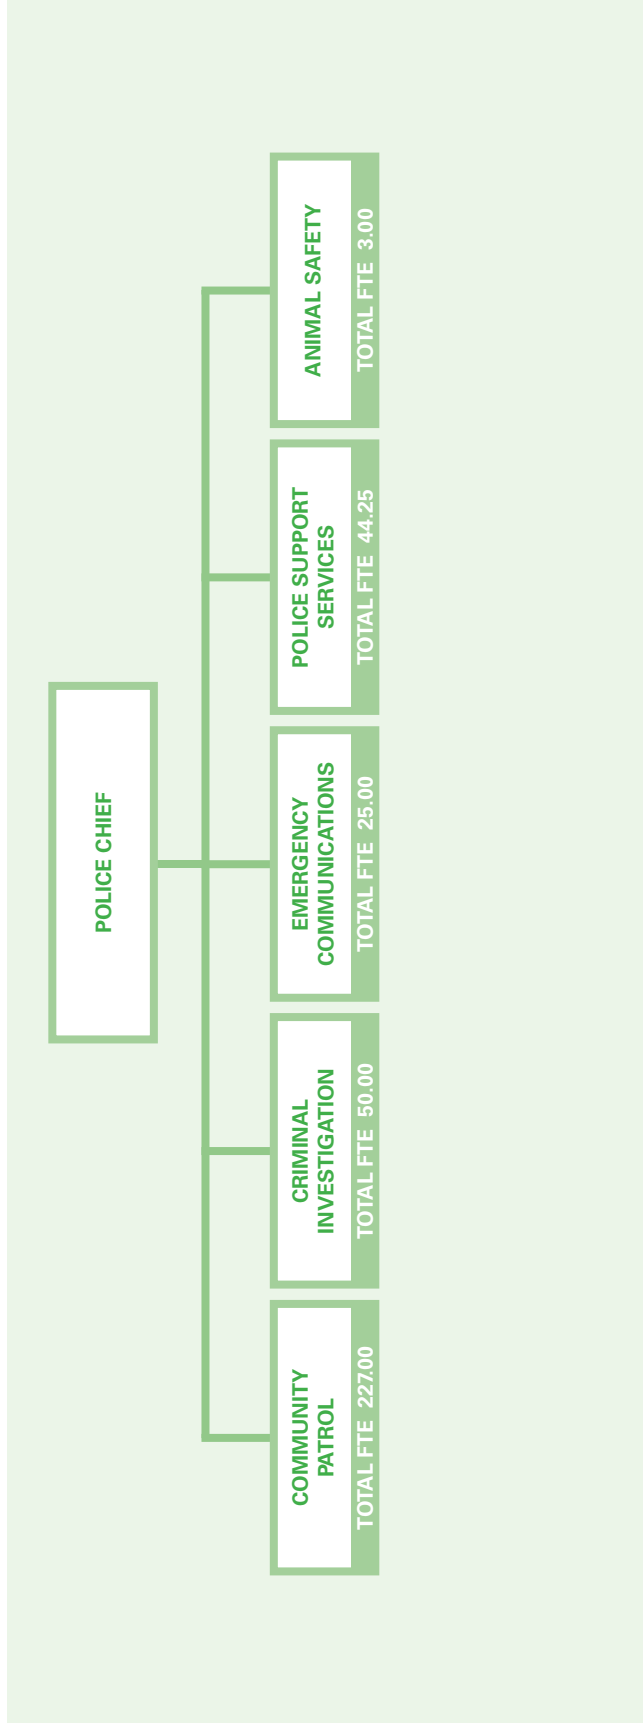 POLICE CHIEF
COMMUNITY
PATROL
TOTAL FTE 227.00
CRIMINAL
INVESTIGATION
TOTAL FTE 50.00
EMERGENCY
COMMUNICATIONS
TOTAL FTE 25.00
POLICE SUPPORT
SERVICES
TOTAL FTE 44.25
ANIMAL SAFETY
TOTAL FTE 3.00